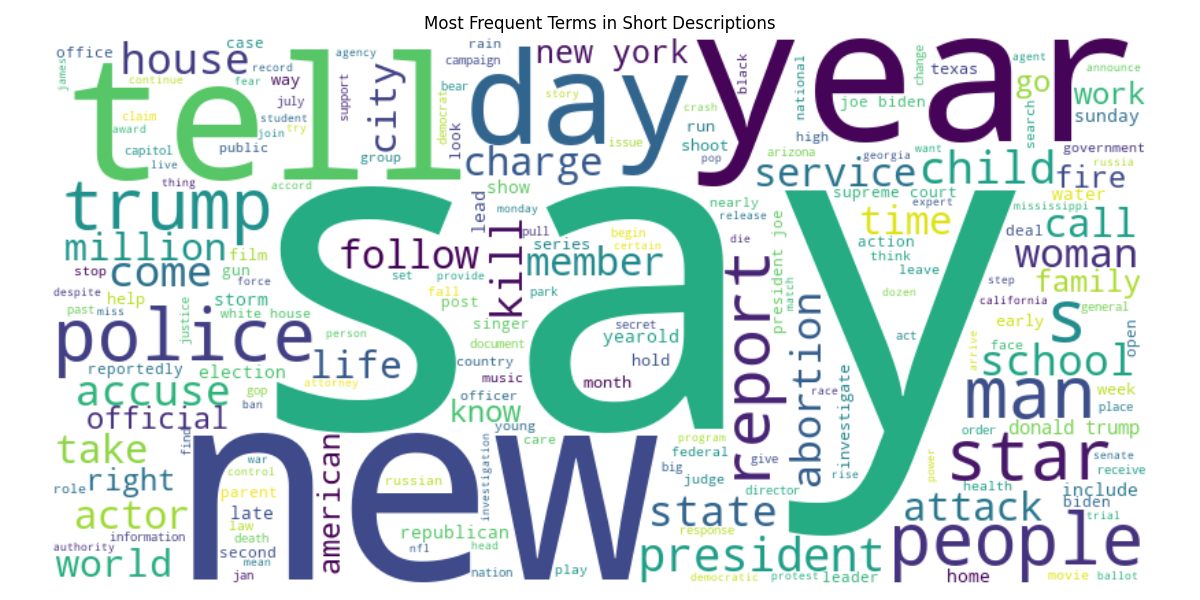 Most Frequent Terms in Short Descriptions
say
new
year
tell
day
trump
police
president
people
man
star
report
state
attack
house
city
new york
charge
service
child
fire
work
go
texas
joe biden
sunday
government
announce
agent
change
search
black
national
high
run
shoot
crash
pop
arizona
georgia
want
russia
office
case
agency
rain
campaign
james
continue
record
fear
way
july
support
bear
democrat
story
claim
award
student
join
try
public
look
group
issue
capitol
live
thing
accord
show
lead
monday
nearly
release
supreme court
expert
mississippi
time
water
deal
call
action
think
leave
woman
million
film
come
gun
stop
force
follow
kill
pull
series
begin
certain
member
set
provide
park
die
president joe
match
dozen
step
california
family
general
despite
past
miss
help
storm
white house
justice
fall
post
singer
person
secret
yearold
document
hold
country
music
month
officer
life
election
reportedly
attorney
accuse
gop
ban
official
know
young
abortion
act
race
investigate
rise
early
s
open
face
arrive
school
week
place
order
donald trump
take
find
war
control
american
russian
investigation
care
program
federal
big
judge
give
director
power
senate
receive
health
include
biden
trial
role
right
parent
late
law
death
actor
information
authority
world
second
mean
jan
republican
nfl
head
nation
play
response
democratic
protest
leader
home
movie
ballot